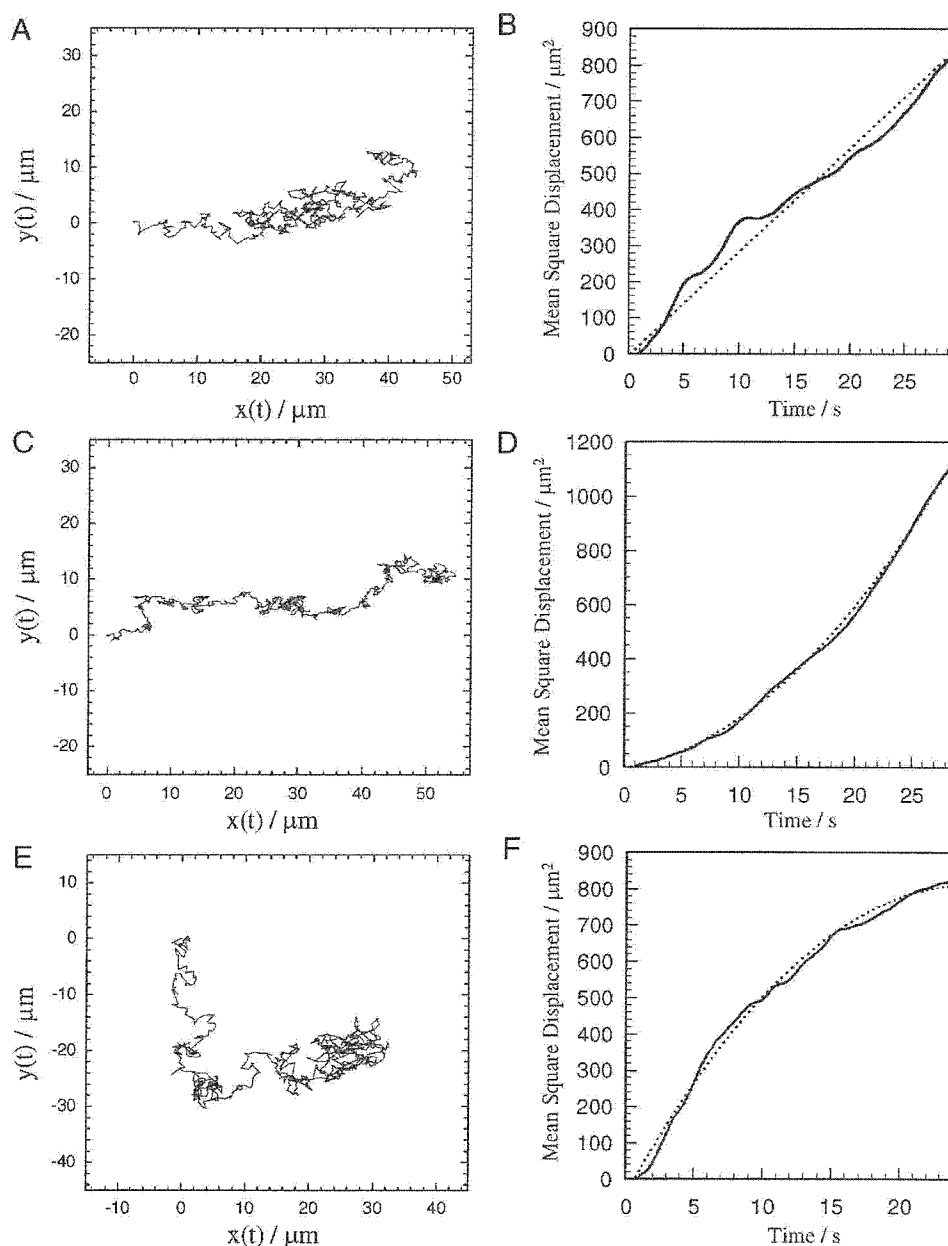 A
30
20
10
0
-10
-20
y(t) / μm
0 10 20 30 40 50
x(t) / μm
B
900
800
700
600
500
400
300
200
100
0
Mean Square Displacement / μm²
0 5 10 15 20 25
Time / s
C
30
20
10
0
-10
-20
y(t) / μm
0 10 20 30 40 50
x(t) / μm
D
1200
1000
800
600
400
200
0
Mean Square Displacement / μm²
0 5 10 15 20 25
Time / s
E
10
0
-10
-20
-30
-40
y(t) / μm
-10 0 10 20 30 40
x(t) / μm
F
900
800
700
600
500
400
300
200
100
0
Mean Square Displacement / μm²
0 5 10 15 20
Time / s